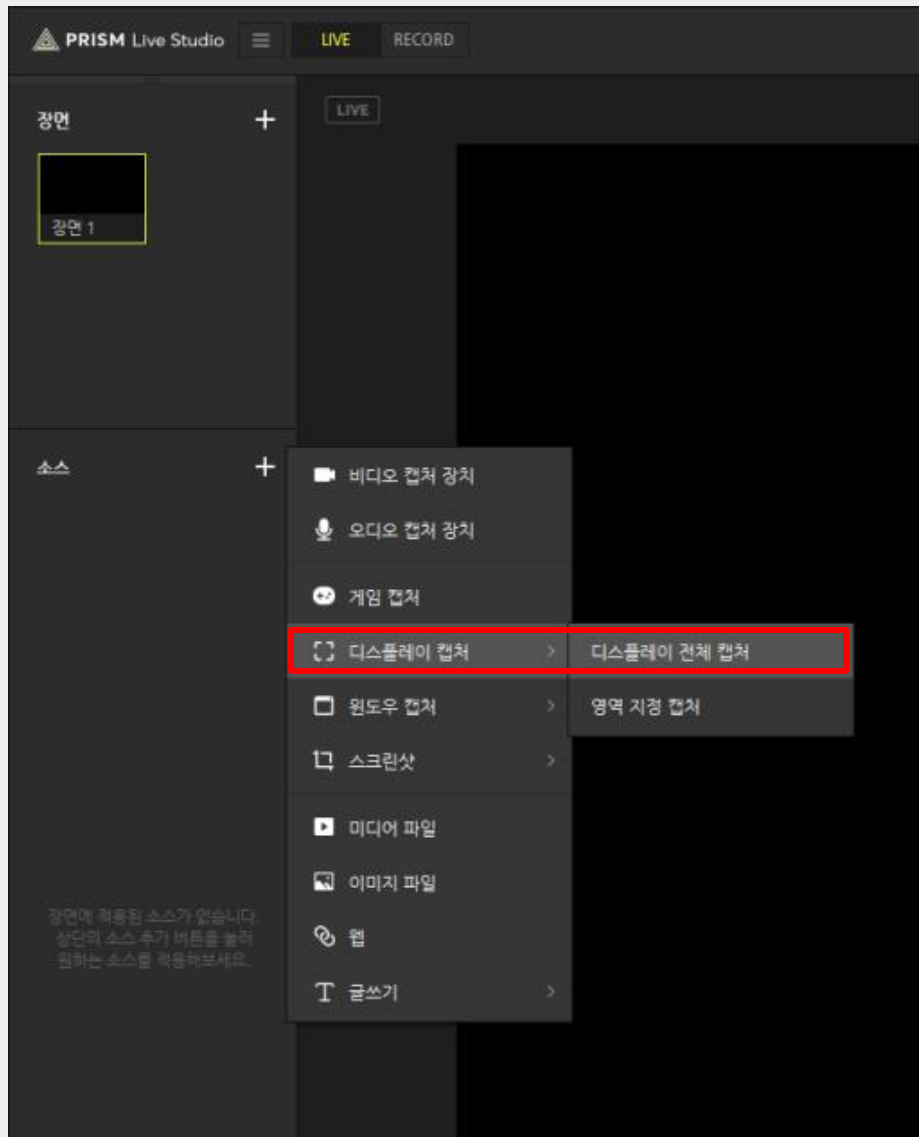 PRISM Live Studio
LIVE
RECORD
장면
LIVE
장면 1
소스
비디오 캡처 장치
오디오 캡처 장치
게임 캡처
디스플레이 캡처
디스플레이 전체 캡처
윈도우 캡처
영역 지정 캡처
스크린샷
미디어 파일
이미지 파일
웹
글쓰기
장면에 적용된 소스가 없습니다.
상단의 소스 추가 버튼을 눌러
원하는 소스를 적용해보세요.